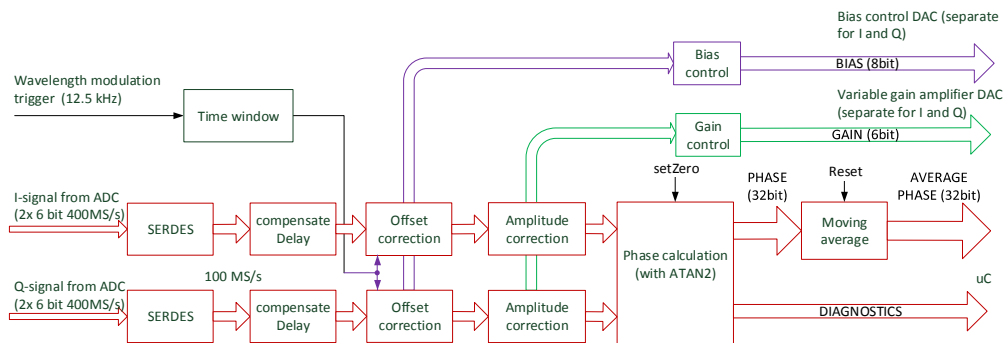 Bias control DAC (separate
for I and Q)
Bias
control
BIAS (8bit)
Wavelength modulation
trigger (12.5 kHz)
Time window
Variable gain amplifier DAC
(separate for I and Q)
Gain
control
GAIN (6bit)
setZero
PHASE
(32bit)
Reset
AVERAGE
PHASE (32bit)
I-signal from ADC
(2x 6 bit 400MS/s)
SERDES
compensate
Delay
Offset
correction
Amplitude
correction
Phase calculation
(with ATAN2)
Moving
average
100 MS/s
Q-signal from ADC
(2x 6 bit 400MS/s)
SERDES
compensate
Delay
Offset
correction
Amplitude
correction
uC
DIAGNOSTICS